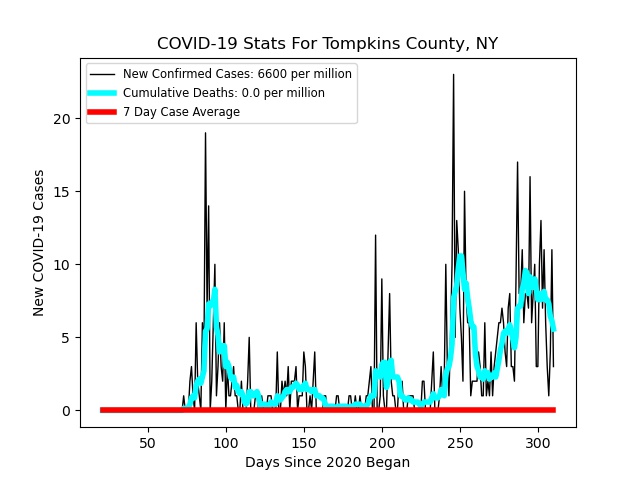 COVID-19 Stats For Tompkins County, NY
New Confirmed Cases: 6600 per million
Cumulative Deaths: 0.0 per million
7 Day Case Average
New COVID-19 Cases
20
15
10
5
0
50 100 150 200 250 300
Days Since 2020 Began